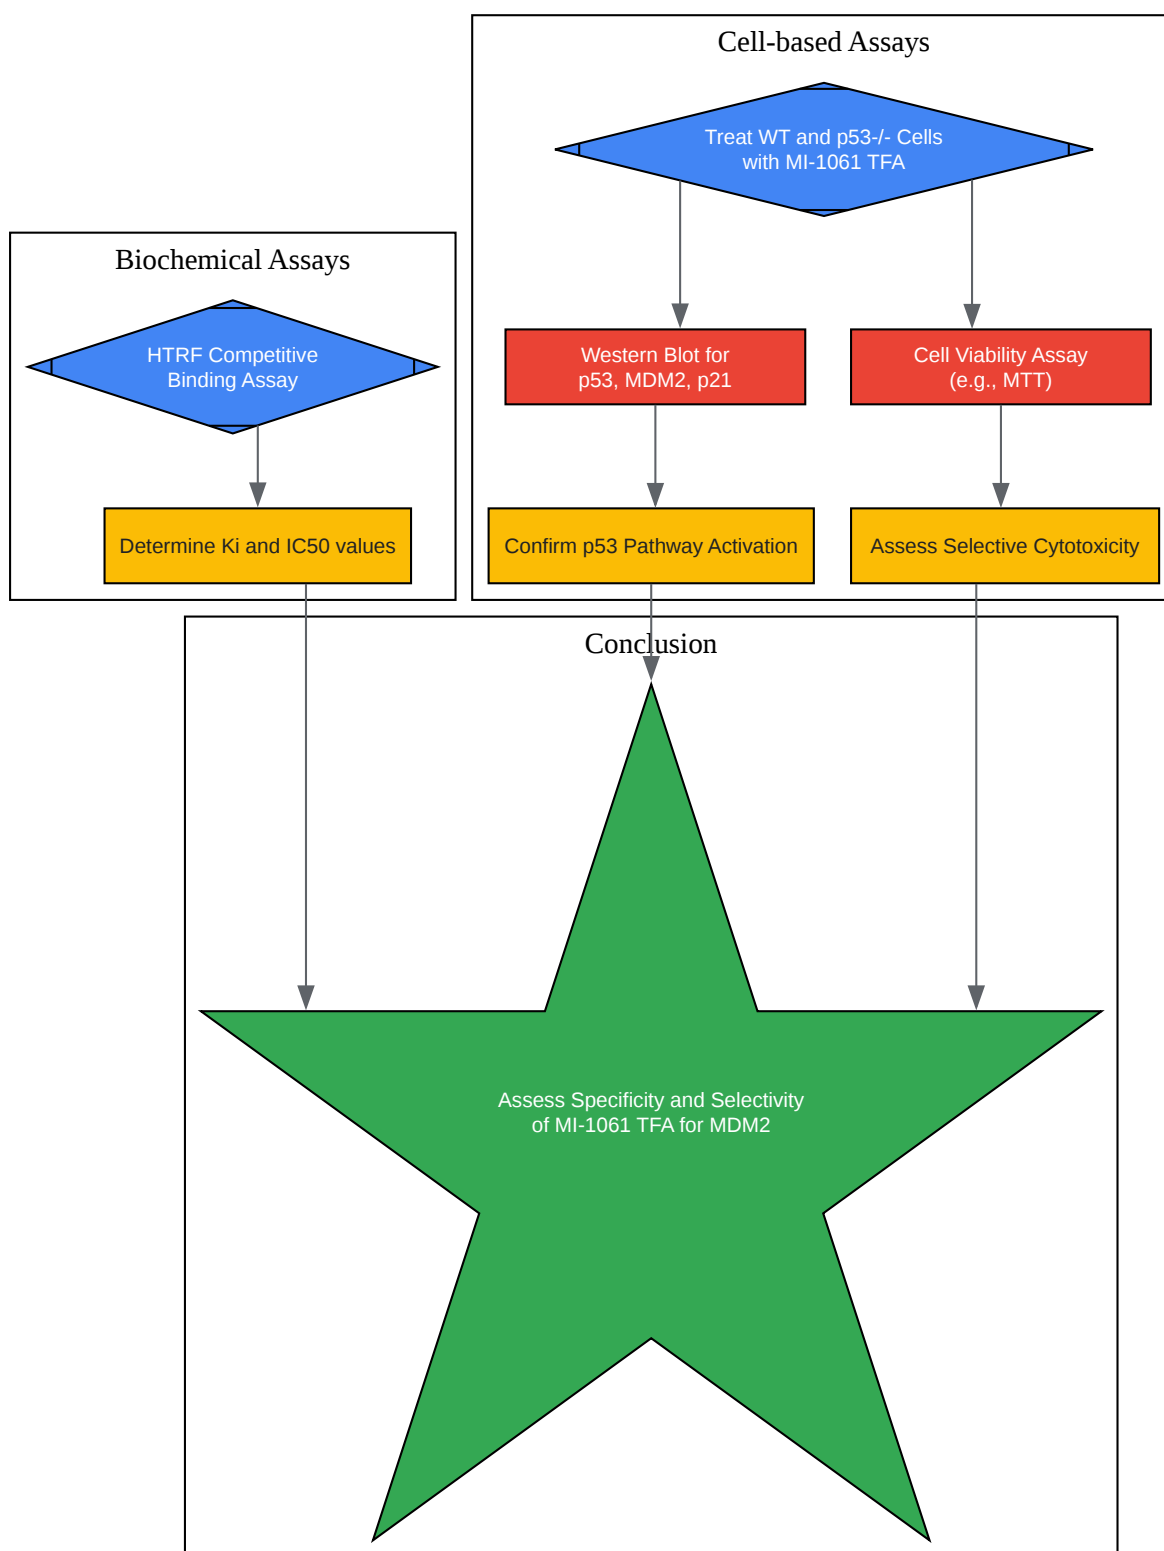 Cell-based Assays
Treat WT and p53-/- Cells
with MI-1061 TFA
Biochemical Assays
HTRF Competitive
Binding Assay
Western Blot for
p53, MDM2, p21
Cell Viability Assay
(e.g., MTT)
Determine Ki and IC50 values
Confirm p53 Pathway Activation
Assess Selective Cytotoxicity
Conclusion
Assess Specificity and Selectivity
of MI-1061 TFA for MDM2